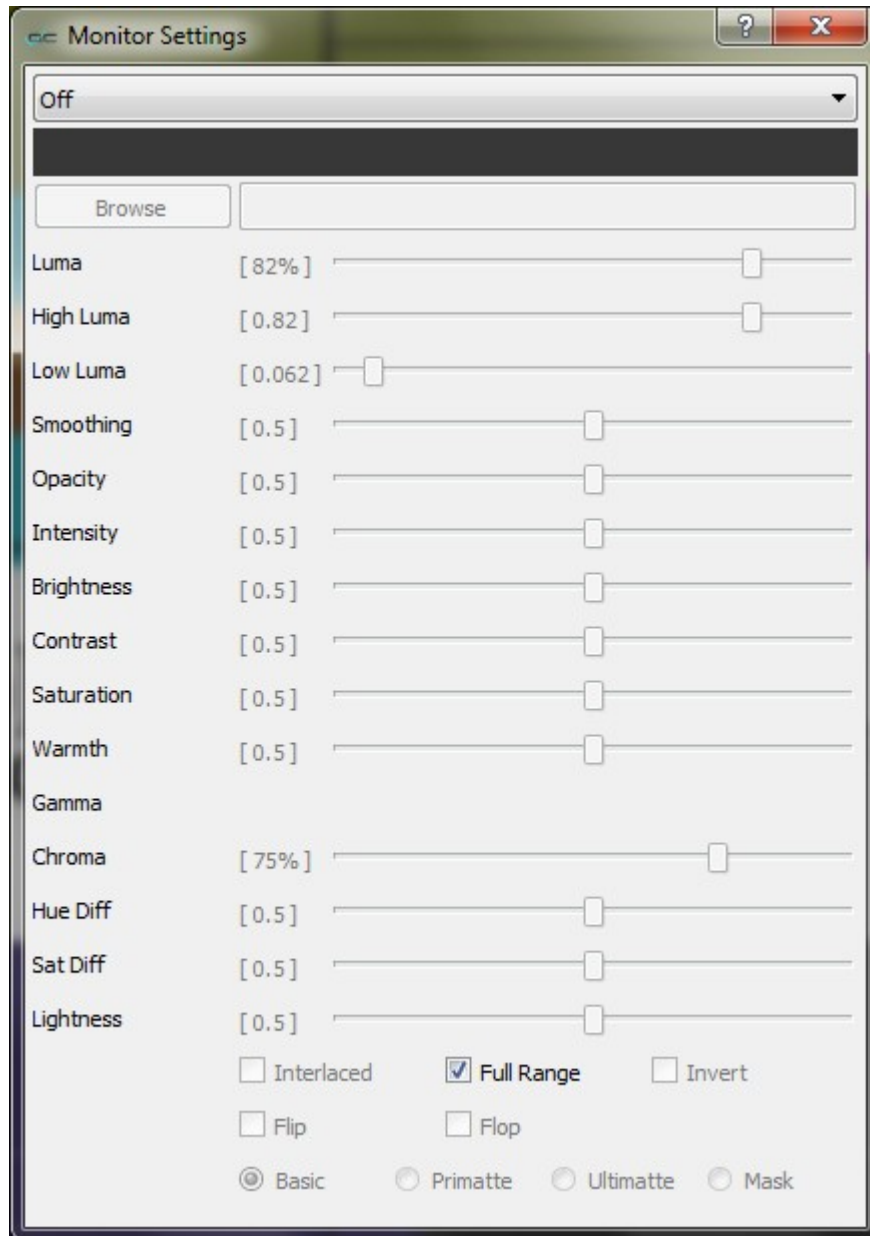 Monitor Settings
Off
Browse
Luma [82%]
High Luma [0.82]
Low Luma [0.062]
Smoothing [0.5]
Opacity [0.5]
Intensity [0.5]
Brightness [0.5]
Contrast [0.5]
Saturation [0.5]
Warmth [0.5]
Gamma
Chroma [75%]
Hue Diff [0.5]
Sat Diff [0.5]
Lightness [0.5]
Interlaced Full Range Invert
Flip Flop
Basic Primatte Ultimatte Mask